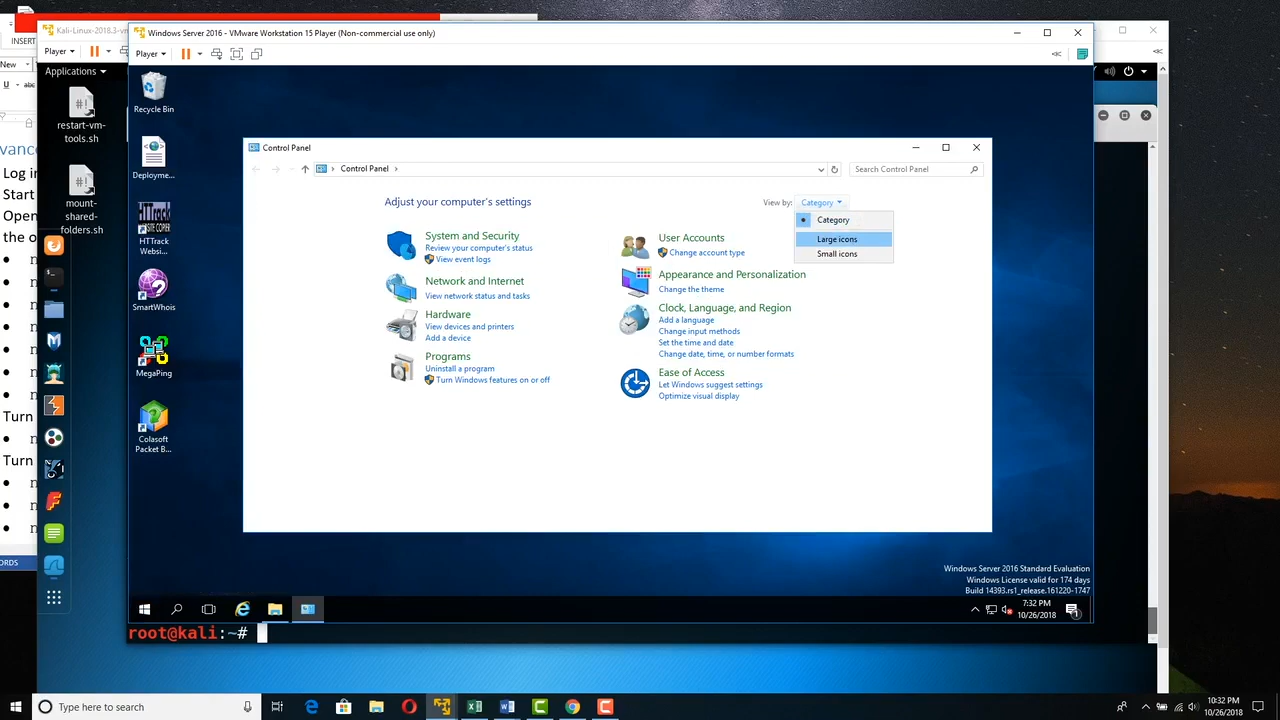 Kali-Linux-2018.3-vm
Windows Server 2016 - VMware Workstation 15 Player (Non-commercial use only)
INSERT
Player
Player
New
Applications
Recycle Bin
restart-vm-
tools.sh
Control Panel
Control Panel
Search Control Panel
vance
Log in
Start
Open
the o
Deployme...
mount-
shared-
folders.sh
HTTrack
WEBSITE
COPIER
HTTrack
Websi...
SmartWhois
MegaPing
Colasoft
Packet B...
Turn
Turn
Adjust your computer's settings
View by:
Category
Category
Large icons
Small icons
System and Security
Review your computer's status
View event logs
Network and Internet
View network status and tasks
Hardware
View devices and printers
Add a device
Programs
Uninstall a program
Turn Windows features on or off
User Accounts
Change account type
Appearance and Personalization
Change the theme
Clock, Language, and Region
Add a language
Change input methods
Set the time and date
Change date, time, or number formats
Ease of Access
Let Windows suggest settings
Optimize visual display
ORDS
Windows Server 2016 Standard Evaluation
Windows License valid for 174 days
Build 14393.rs1_release.161220-1747
7:32 PM
10/26/2018
1
root@kali:~#
Type here to search
10:32 PM
10/26/2018